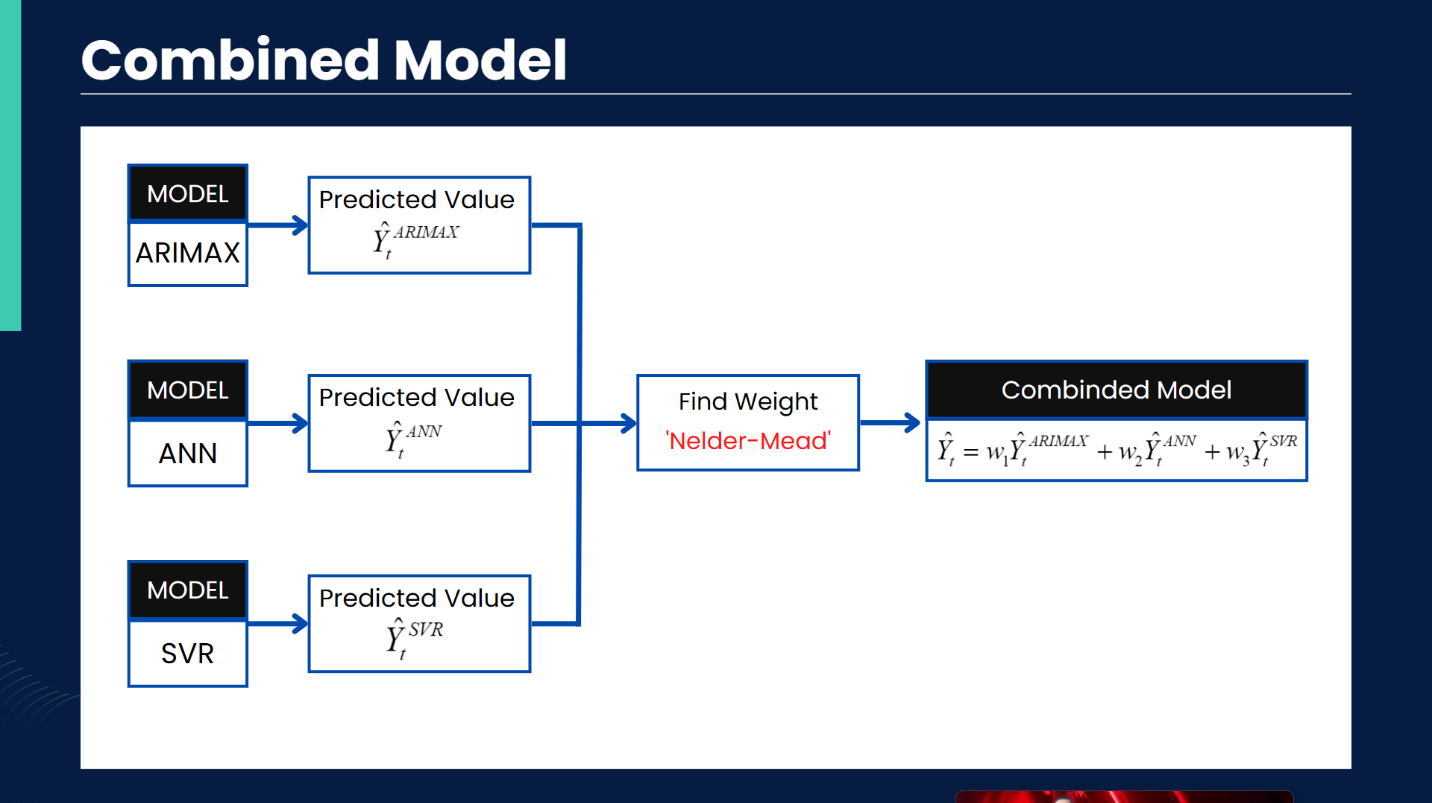 Combined Model
MODEL
ARIMAX
Predicted Value
Ŷ_t^ARIMAX
MODEL
ANN
Predicted Value
Ŷ_t^ANN
MODEL
SVR
Predicted Value
Ŷ_t^SVR
Find Weight
'Nelder-Mead'
Combinded Model
Ŷ_t = w_1Ŷ_t^ARIMAX + w_2Ŷ_t^ANN + w_3Ŷ_t^SVR